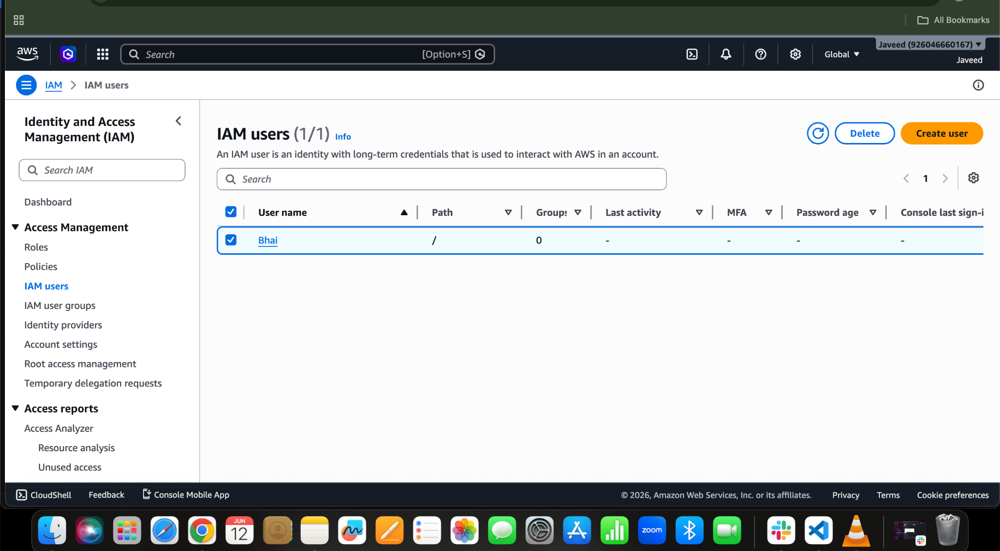 All Bookmarks
aws
Search
[Option+S]
Global
Javeed (926046660167)
Javeed
IAM
IAM users
Identity and Access
Management (IAM)
Search IAM
Dashboard
Access Management
Roles
Policies
IAM users
IAM user groups
Identity providers
Account settings
Root access management
Temporary delegation requests
Access reports
Access Analyzer
Resource analysis
Unused access
IAM users (1/1) Info
Delete
Create user
An IAM user is an identity with long-term credentials that is used to interact with AWS in an account.
Search
1
User name Path Groups Last activity MFA Password age Console last sign-i
Bhai / 0 - - - -
CloudShell Feedback Console Mobile App © 2026, Amazon Web Services, Inc. or its affiliates. Privacy Terms Cookie preferences
JUN
12
zoom